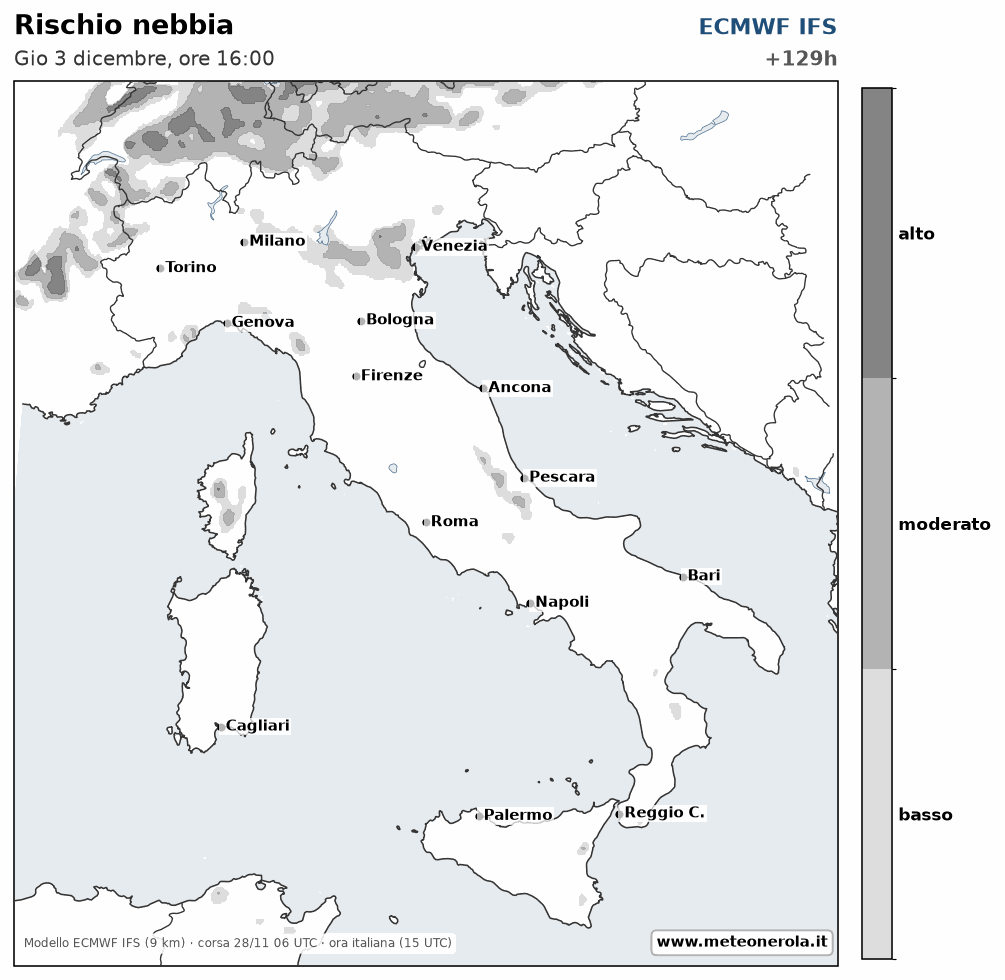 Rischio nebbia
ECMWF IFS
Gio 3 dicembre, ore 16:00
+129h
alto
moderato
basso
Milano
Venezia
Torino
Genova
Bologna
Firenze
Ancona
Pescara
Roma
Bari
Napoli
Cagliari
Palermo
Reggio C.
Modello ECMWF IFS (9 km) · corsa 28/11 06 UTC · ora italiana (15 UTC)
www.meteonerola.it